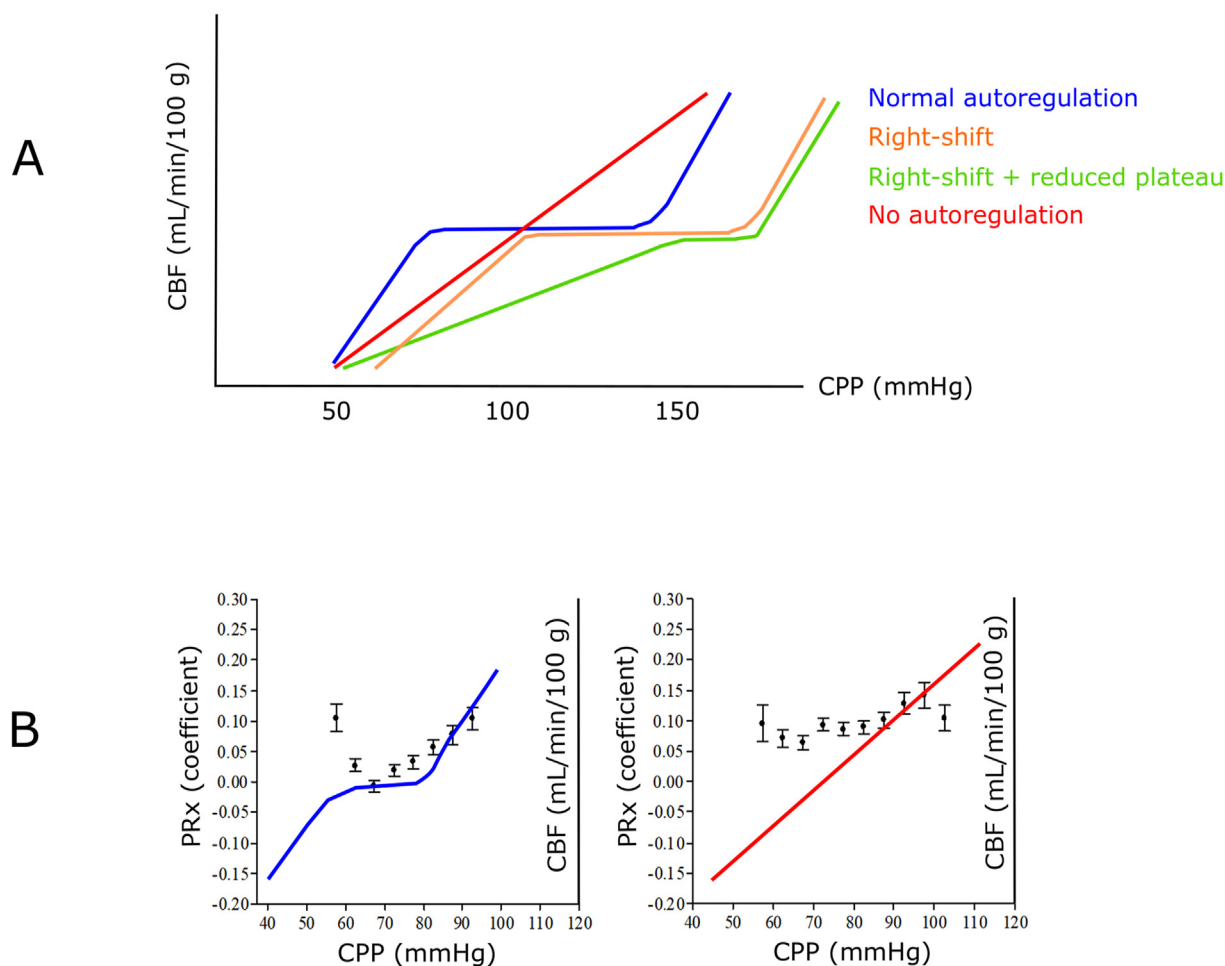 A
CBF (mL/min/100 g)
Normal autoregulation
Right-shift
Right-shift + reduced plateau
No autoregulation
CPP (mmHg)
50 100 150
B
PRx (coefficient)
0.30
0.25
0.20
0.15
0.10
0.05
0.00
-0.05
-0.10
-0.15
-0.20
40 50 60 70 80 90 100 110 120
CPP (mmHg)
CBF (mL/min/100 g)
PRx (coefficient)
0.30
0.25
0.20
0.15
0.10
0.05
0.00
-0.05
-0.10
-0.15
-0.20
40 50 60 70 80 90 100 110 120
CPP (mmHg)
CBF (mL/min/100 g)